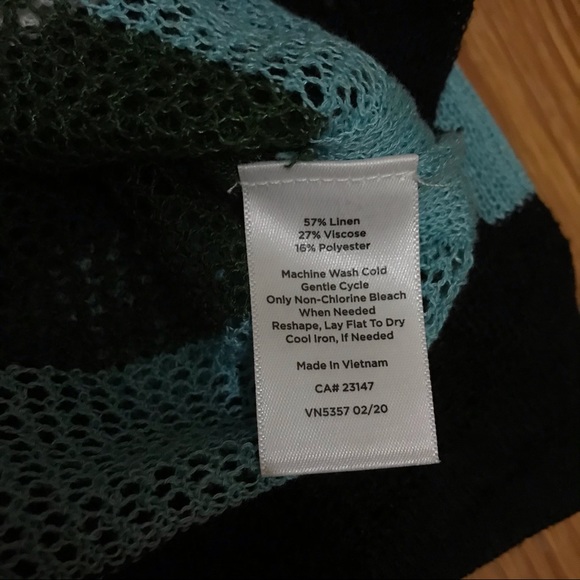 57% Linen
27% Viscose
16% Polyester
Machine Wash Cold
Gentle Cycle
Only Non-Chlorine Bleach
When Needed
Reshape, Lay Flat To Dry
Cool Iron, If Needed
Made In Vietnam
CA# 23147
VN5357 02/20